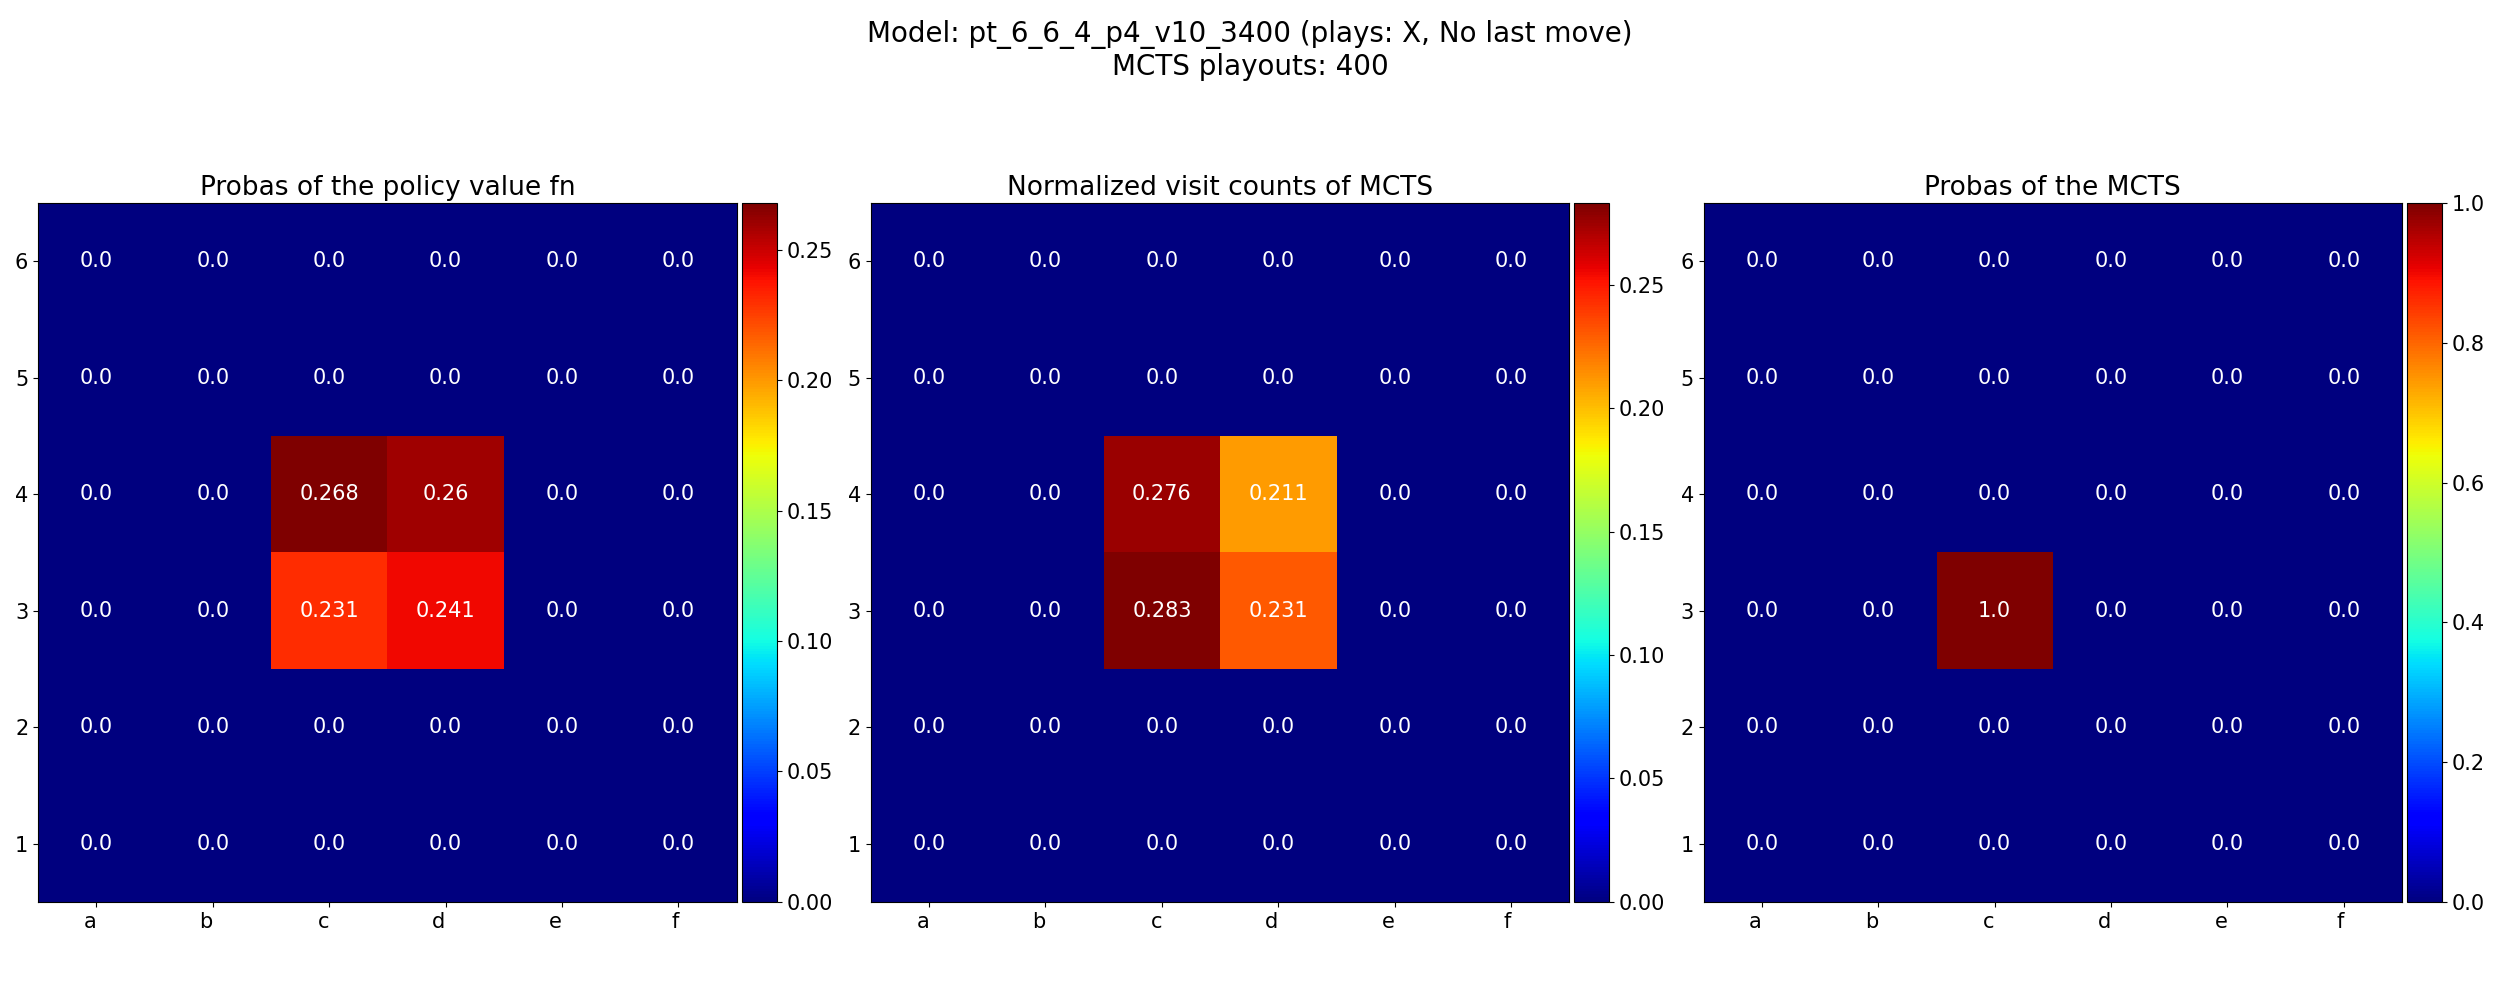 Model: pt_6_6_4_p4_v10_3400 (plays: X, No last move)
MCTS playouts: 400
Probas of the policy value fn
6 0.0 0.0 0.0 0.0 0.0 0.0
5 0.0 0.0 0.0 0.0 0.0 0.0
4 0.0 0.0 0.268 0.26 0.0 0.0
3 0.0 0.0 0.231 0.241 0.0 0.0
2 0.0 0.0 0.0 0.0 0.0 0.0
1 0.0 0.0 0.0 0.0 0.0 0.0
a b c d e f
0.25
0.20
0.15
0.10
0.05
0.00
Normalized visit counts of MCTS
6 0.0 0.0 0.0 0.0 0.0 0.0
5 0.0 0.0 0.0 0.0 0.0 0.0
4 0.0 0.0 0.276 0.211 0.0 0.0
3 0.0 0.0 0.283 0.231 0.0 0.0
2 0.0 0.0 0.0 0.0 0.0 0.0
1 0.0 0.0 0.0 0.0 0.0 0.0
a b c d e f
0.25
0.20
0.15
0.10
0.05
0.00
Probas of the MCTS
6 0.0 0.0 0.0 0.0 0.0 0.0
5 0.0 0.0 0.0 0.0 0.0 0.0
4 0.0 0.0 0.0 0.0 0.0 0.0
3 0.0 0.0 1.0 0.0 0.0 0.0
2 0.0 0.0 0.0 0.0 0.0 0.0
1 0.0 0.0 0.0 0.0 0.0 0.0
a b c d e f
1.0
0.8
0.6
0.4
0.2
0.0